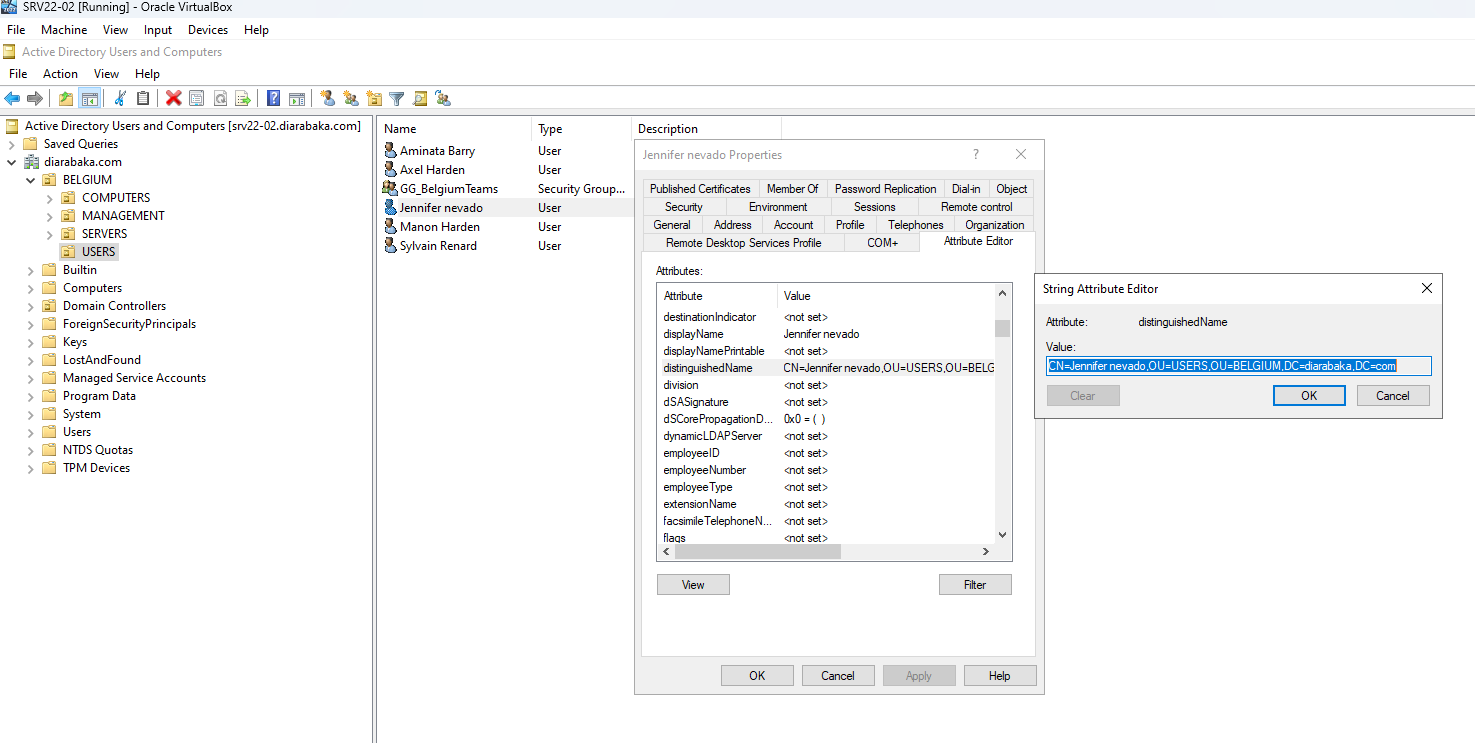 SRV22-02 [Running] - Oracle VirtualBox
File Machine View Input Devices Help
Active Directory Users and Computers
File Action View Help
Active Directory Users and Computers [srv22-02.diarabaka.com]
Saved Queries
diarabaka.com
BELGIUM
COMPUTERS
MANAGEMENT
SERVERS
USERS
Builtin
Computers
Domain Controllers
ForeignSecurityPrincipals
Keys
LostAndFound
Managed Service Accounts
Program Data
System
Users
NTDS Quotas
TPM Devices
Name Type Description
Aminata Barry User
Axel Harden User
GG_BelgiumTeams Security Group...
Jennifer nevado User
Manon Harden User
Sylvain Renard User
Jennifer nevado Properties ?
Published Certificates Member Of Password Replication Dial-in Object
Security Environment Sessions Remote control
General Address Account Profile Telephones Organization
Remote Desktop Services Profile COM+ Attribute Editor
Attributes:
Attribute Value
destinationIndicator <not set>
displayName Jennifer nevado
displayNamePrintable <not set>
distinguishedName CN=Jennifer nevado,OU=USERS,OU=BELG
division <not set>
dSASignature <not set>
dSCorePropagationD... 0x0 = ( )
dynamicLDAPServer <not set>
employeeID <not set>
employeeNumber <not set>
employeeType <not set>
extensionName <not set>
facsimileTelephoneN... <not set>
flags <not set>
View Filter
OK Cancel Apply Help
String Attribute Editor
Attribute: distinguishedName
Value:
CN=Jennifer nevado,OU=USERS,OU=BELGIUM,DC=diarabaka,DC=com
Clear OK Cancel